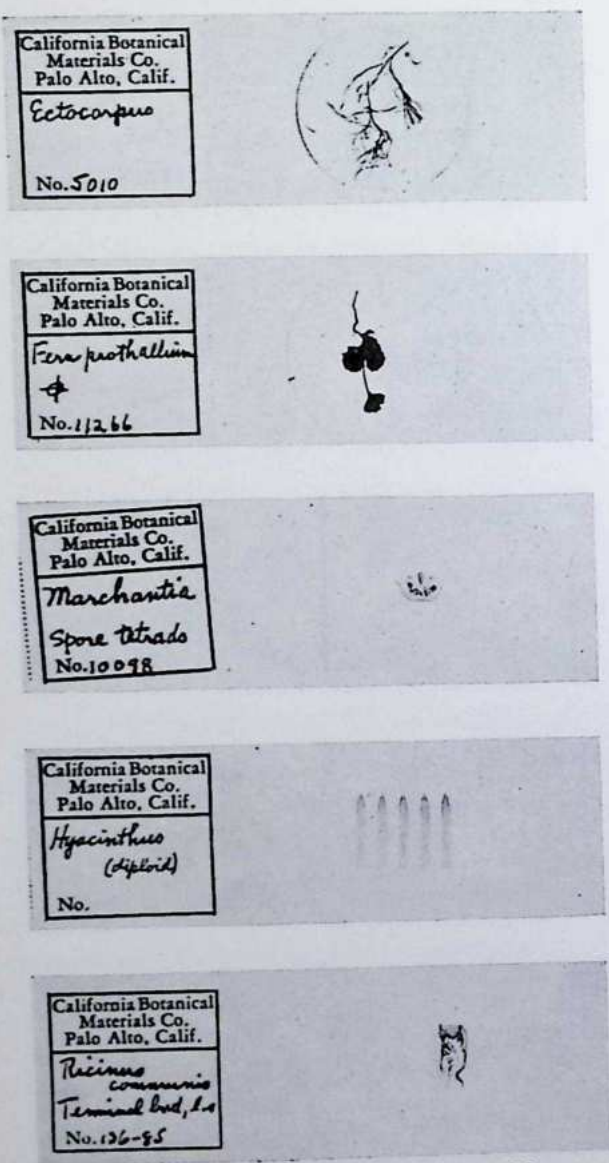 California Botanical
Materials Co.
Palo Alto, Calif.
Ectocarpus
No. 5010
California Botanical
Materials Co.
Palo Alto, Calif.
Fern prothallium
No. 11266
California Botanical
Materials Co.
Palo Alto, Calif.
Marchantia
Spore tetrads
No. 10098
California Botanical
Materials Co.
Palo Alto, Calif.
Hyacinthus
(diploid)
No.
California Botanical
Materials Co.
Palo Alto, Calif.
Ricinus
communis
Terminal bud, l.s
No. 136-85